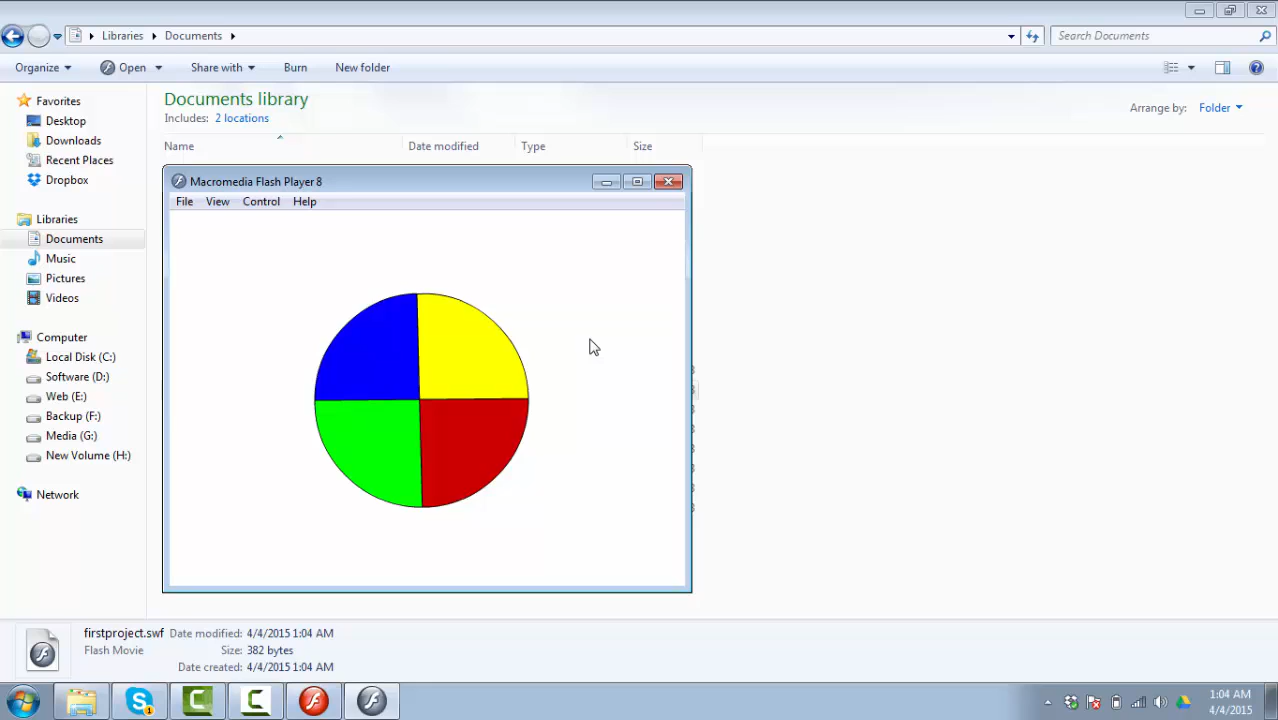 Libraries Documents Search Documents
Organize Open Share with Burn New folder
Favorites
Desktop
Downloads
Recent Places
Dropbox
Libraries
Documents
Music
Pictures
Videos
Computer
Local Disk (C:)
Software (D:)
Web (E:)
Backup (F:)
Media (G:)
New Volume (H:)
Network
Documents library
Includes: 2 locations
Arrange by: Folder
Name Date modified Type Size
Macromedia Flash Player 8
File View Control Help
firstproject.swf Date modified: 4/4/2015 1:04 AM
Flash Movie Size: 382 bytes
Date created: 4/4/2015 1:04 AM
1:04 AM
4/4/2015